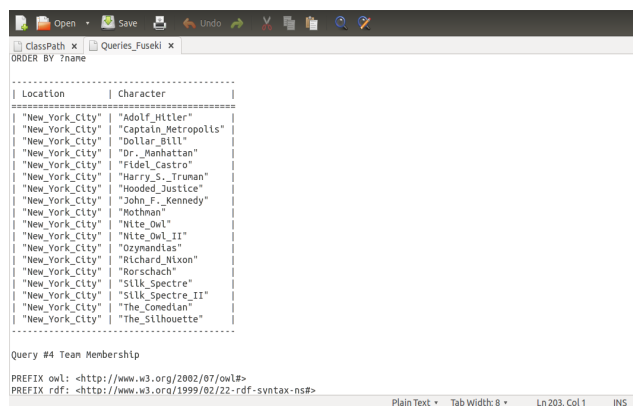 Open Save Undo
ClassPath × Queries_Fuseki ×
ORDER BY ?name
-----------------------------------------
| Location | Character |
=========================================
| "New_York_City" | "Adolf_Hitler" |
| "New_York_City" | "Captain_Metropolis" |
| "New_York_City" | "Dollar_Bill" |
| "New_York_City" | "Dr._Manhattan" |
| "New_York_City" | "Fidel_Castro" |
| "New_York_City" | "Harry_S._Truman" |
| "New_York_City" | "Hooded_Justice" |
| "New_York_City" | "John_F._Kennedy" |
| "New_York_City" | "Mothman" |
| "New_York_City" | "Nite_Owl" |
| "New_York_City" | "Nite_Owl_II" |
| "New_York_City" | "Ozymandias" |
| "New_York_City" | "Richard_Nixon" |
| "New_York_City" | "Rorschach" |
| "New_York_City" | "Silk_Spectre" |
| "New_York_City" | "Silk_Spectre_II" |
| "New_York_City" | "The_Comedian" |
| "New_York_City" | "The_Silhouette" |
-----------------------------------------
Query #4 Team Membership
PREFIX owl: <http://www.w3.org/2002/07/owl#>
PREFIX rdf: <http://www.w3.org/1999/02/22-rdf-syntax-ns#>
Plain Text Tab Width: 8 Ln 203, Col 1 INS